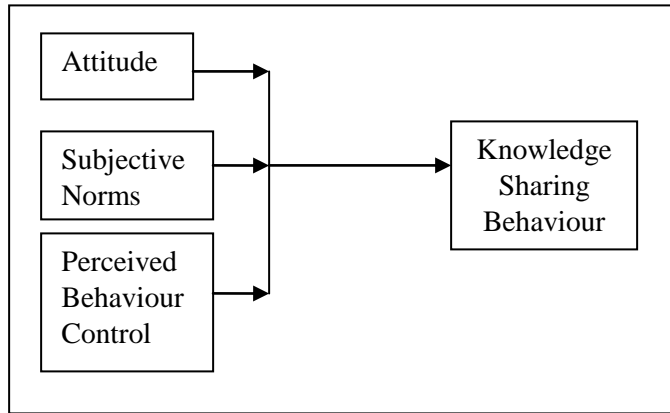 Attitude
Subjective
Norms
Perceived
Behaviour
Control
Knowledge
Sharing
Behaviour